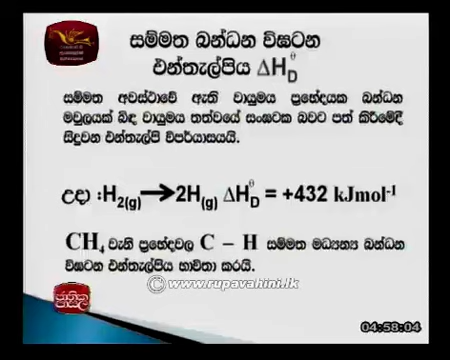 සම්මත බන්ධන විඝටන
එන්තැල්පිය ΔH_D^θ
සම්මත අවස්ථාවේ ඇති වායුමය ප්‍රභේදයක බන්ධන
මවුලයක් බිඳ වායුමය තත්වයේ සංඝටක බවට පත් කිරීමේදී
සිදුවන එන්තැල්පි විපර්යාසයයි.
උදා :H₂(g) → 2H(g) ΔH_D^θ = +432 kJmol⁻¹
CH₄ වැනි ප්‍රභේදවල C – H සම්මත මධ්‍යන්‍ය බන්ධන
විඝටන එන්තැල්පිය භාවිතා කරයි.
© www.rupavahini.lk
04:58:04